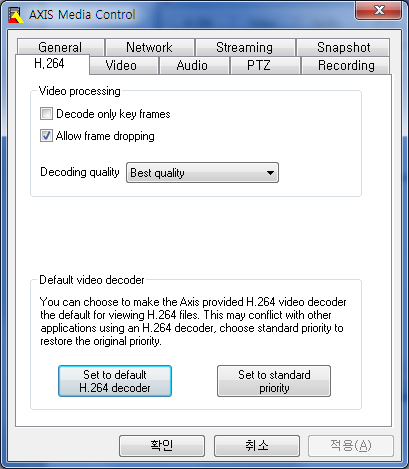 AXIS Media Control
General Network Streaming Snapshot
H.264 Video Audio PTZ Recording
Video processing
Decode only key frames
Allow frame dropping
Decoding quality Best quality
Default video decoder
You can choose to make the Axis provided H.264 video decoder
the default for viewing H.264 files. This may conflict with other
applications using an H.264 decoder, choose standard priority to
restore the original priority.
Set to default
H.264 decoder
Set to standard
priority
확인 취소 적용(A)